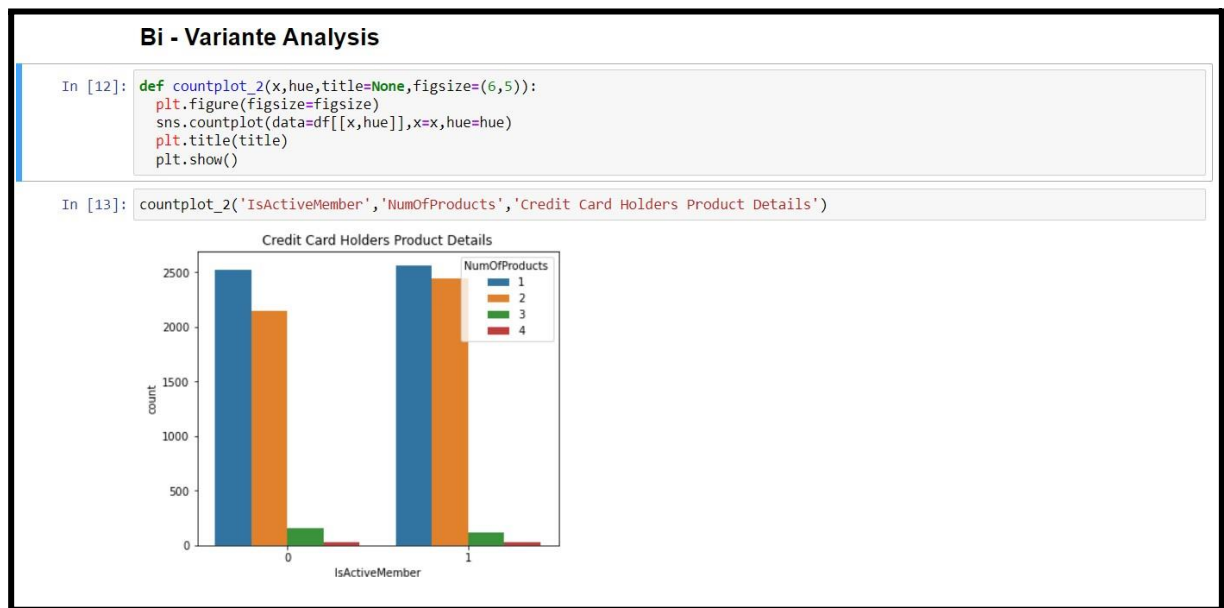 Bi - Variante Analysis
In [12]: def countplot_2(x,hue,title=None,figsize=(6,5)):
plt.figure(figsize=figsize)
sns.countplot(data=df[[x,hue]],x=x,hue=hue)
plt.title(title)
plt.show()
In [13]: countplot_2('IsActiveMember','NumOfProducts','Credit Card Holders Product Details')
Credit Card Holders Product Details
NumOfProducts
1
2
3
4
2500
2000
1500
1000
500
0
count
0 1
IsActiveMember